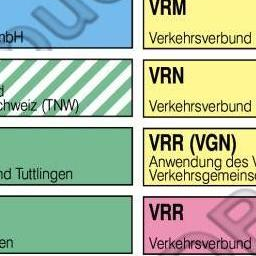 VRM
mbH
Verkehrsverbund
VRN
chweiz (TNW)
Verkehrsverbund
VRR (VGN)
Anwendung des V
nd Tuttlingen
Verkehrsgemeins
VRR
en
Verkehrsverbund